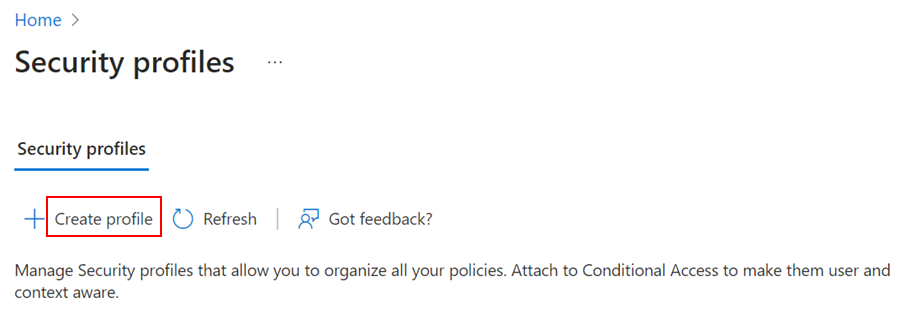 Home >
Security profiles ...
Security profiles
Create profile Refresh Got feedback?
Manage Security profiles that allow you to organize all your policies. Attach to Conditional Access to make them user and
context aware.